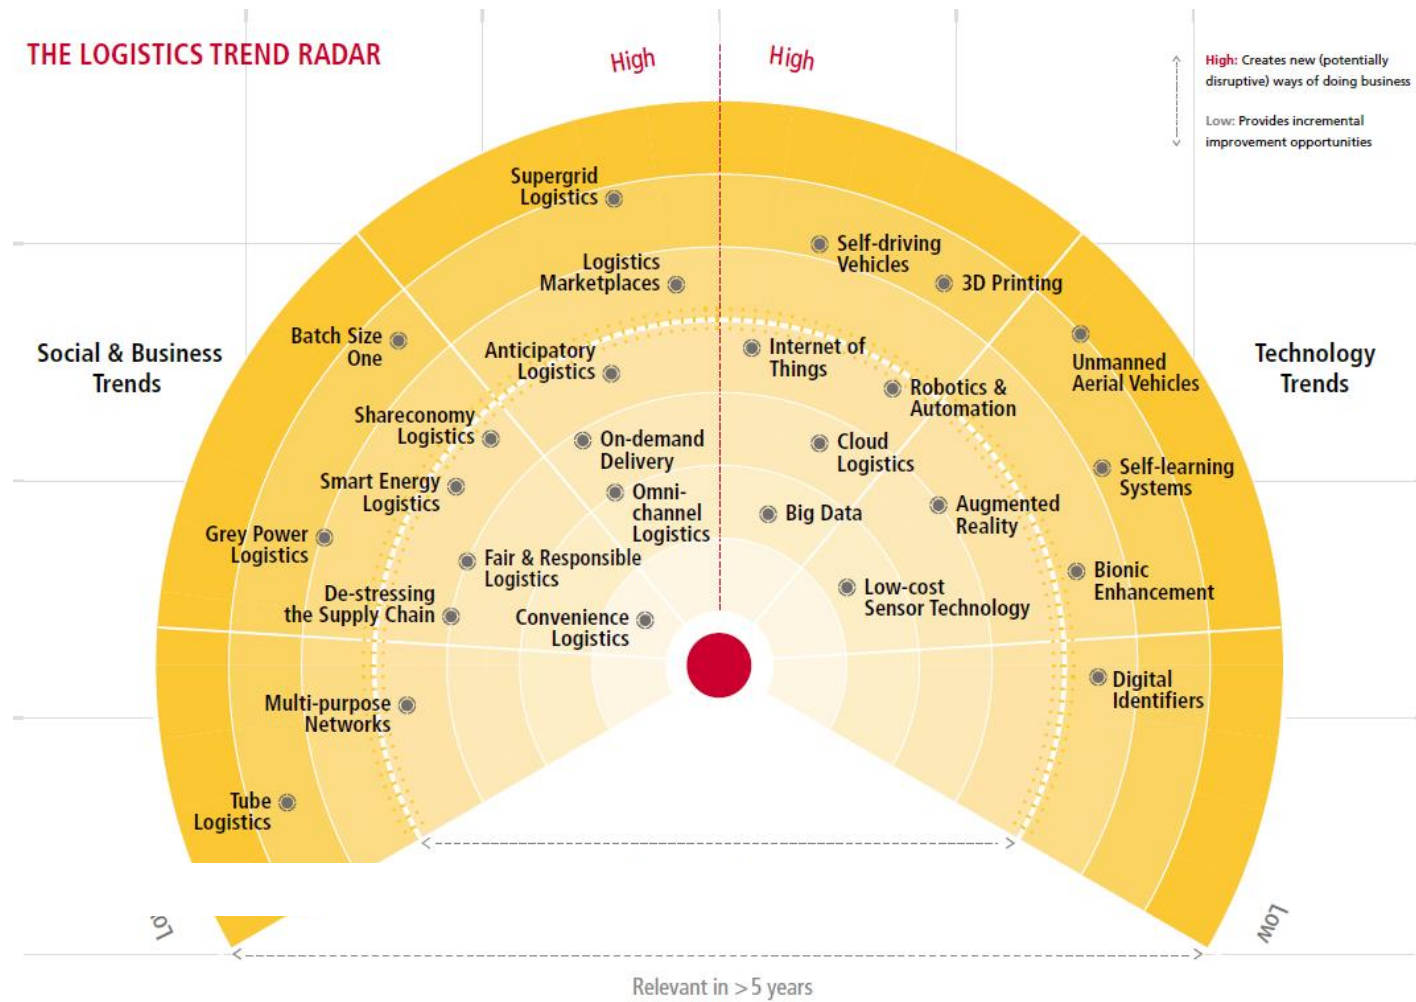 THE LOGISTICS TREND RADAR
High
High
High: Creates new (potentially
disruptive) ways of doing business
Low: Provides incremental
improvement opportunities
Supergrid
Logistics
Self-driving
Vehicles
Logistics
Marketplaces
3D Printing
Batch Size
One
Social & Business
Trends
Anticipatory
Logistics
Internet of
Things
Unmanned
Aerial Vehicles
Technology
Trends
Robotics &
Automation
Shareconomy
Logistics
On-demand
Delivery
Cloud
Logistics
Self-learning
Systems
Smart Energy
Logistics
Omni-
channel
Logistics
Big Data
Augmented
Reality
Grey Power
Logistics
Fair & Responsible
Logistics
Bionic
Enhancement
De-stressing
the Supply Chain
Convenience
Logistics
Low-cost
Sensor Technology
Digital
Identifiers
Multi-purpose
Networks
Tube
Logistics
Low
Relevant in >5 years